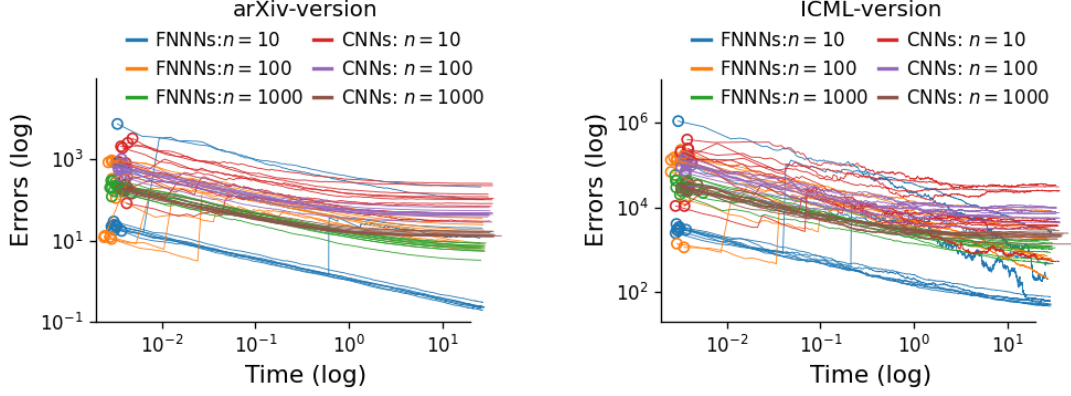 arXiv-version
FNNNs:n = 10
CNNs: n = 10
FNNNs:n = 100
CNNs: n = 100
FNNNs:n = 1000
CNNs: n = 1000
Errors (log)
10³
10¹
10⁻¹
10⁻² 10⁻¹ 10⁰ 10¹
Time (log)
ICML-version
FNNNs:n = 10
CNNs: n = 10
FNNNs:n = 100
CNNs: n = 100
FNNNs:n = 1000
CNNs: n = 1000
Errors (log)
10⁶
10⁴
10²
10⁻² 10⁻¹ 10⁰ 10¹
Time (log)